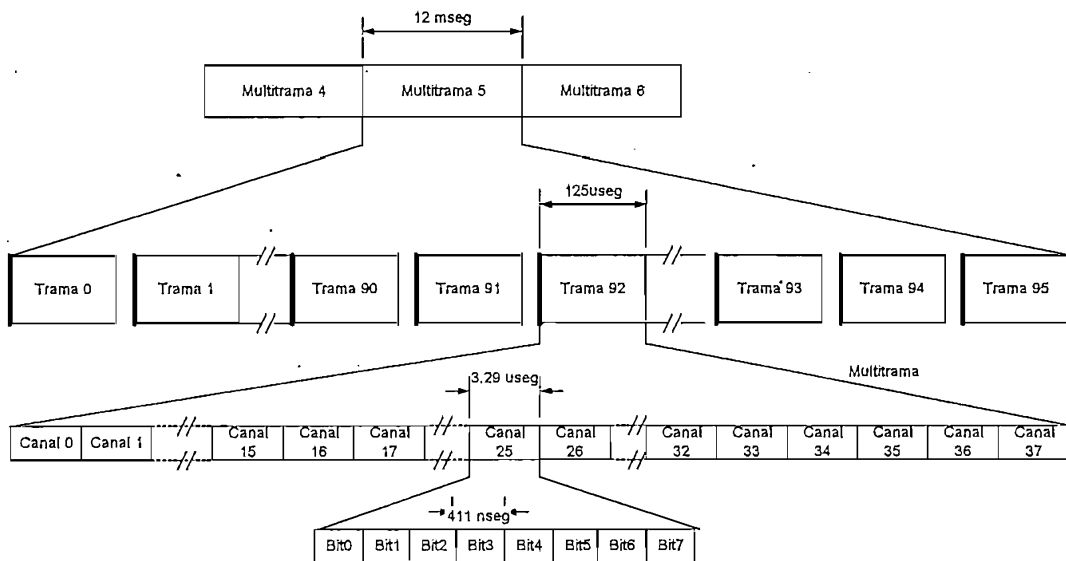 12 mseg
Multitrama 4 Multitrama 5 Multitrama 6
125useg
Trama 0 Trama 1 Trama 90 Trama 91 Trama 92 Trama 93 Trama 94 Trama 95
Multitrama
3,29 useg
Canal 0 Canal 1 Canal 15 Canal 16 Canal 17 Canal 25 Canal 26 Canal 32 Canal 33 Canal 34 Canal 35 Canal 36 Canal 37
411 nseg
Bit0 Bit1 Bit2 Bit3 Bit4 Bit5 Bit6 Bit7